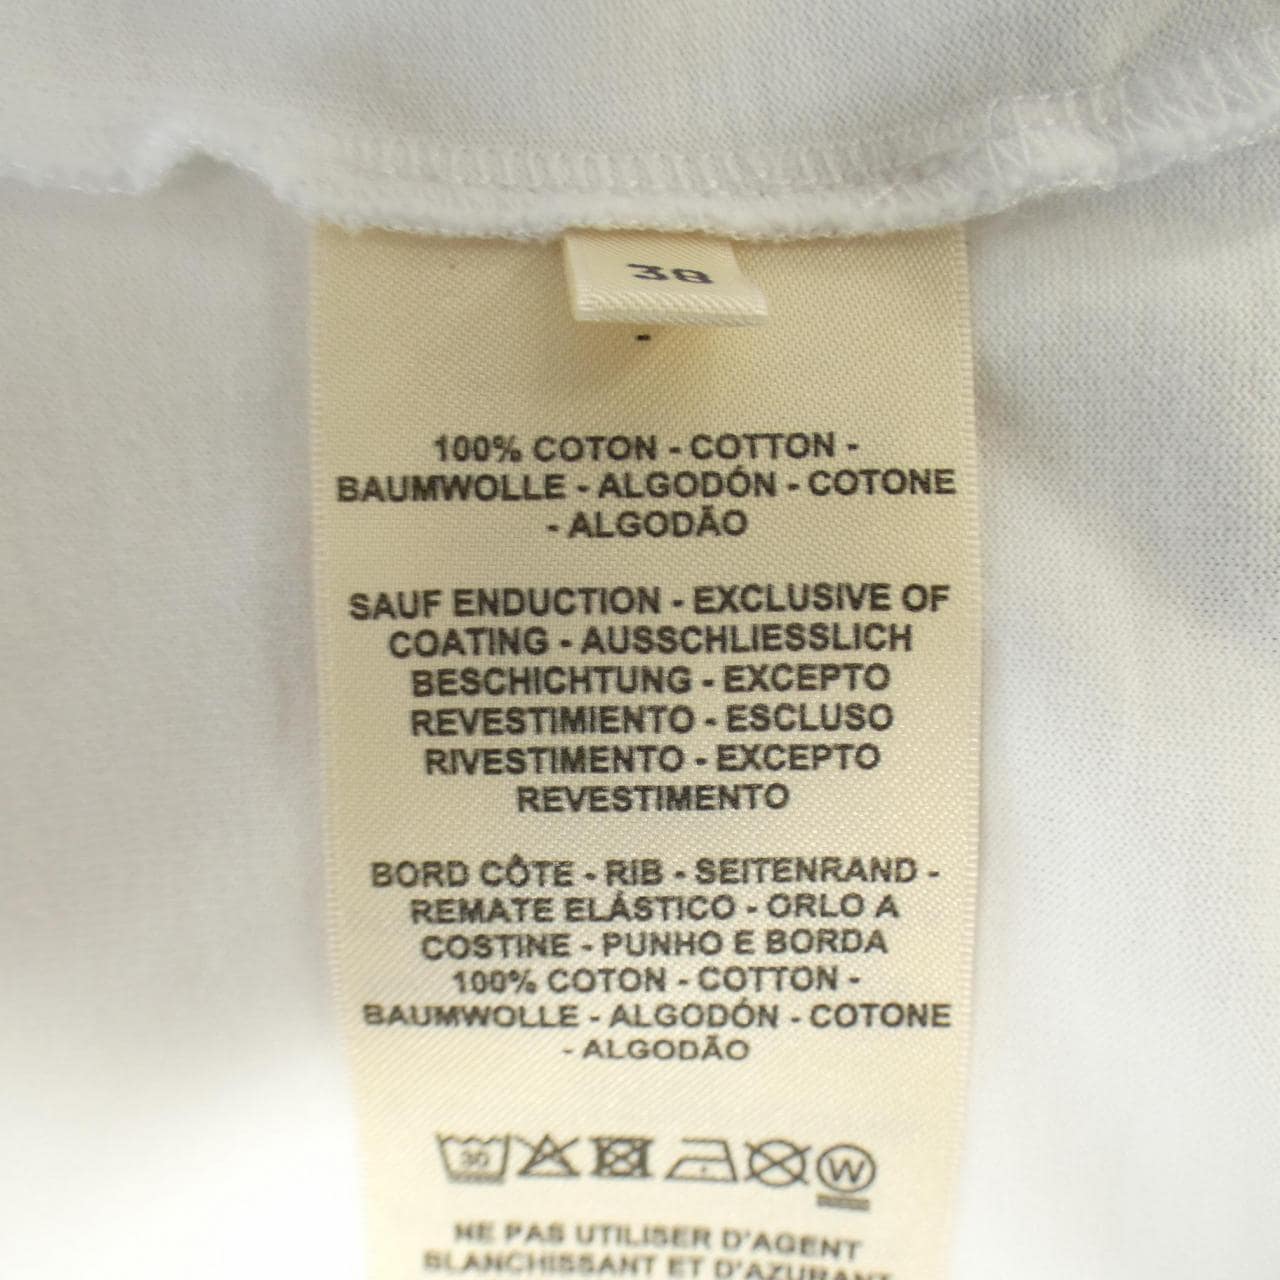 38
-
100% COTON - COTTON -
BAUMWOLLE - ALGODÓN - COTONE
- ALGODÃO
SAUF ENDUCTION - EXCLUSIVE OF
COATING - AUSSCHLIESSLICH
BESCHICHTUNG - EXCEPTO
REVESTIMIENTO - ESCLUSO
RIVESTIMENTO - EXCEPTO
REVESTIMENTO
BORD CÔTE - RIB - SEITENRAND -
REMATE ELÁSTICO - ORLO A
COSTINE - PUNHO E BORDA
100% COTON - COTTON -
BAUMWOLLE - ALGODÓN - COTONE
- ALGODÃO
30 W
NE PAS UTILISER D'AGENT
BLANCHISSANT ET D'AZURANT